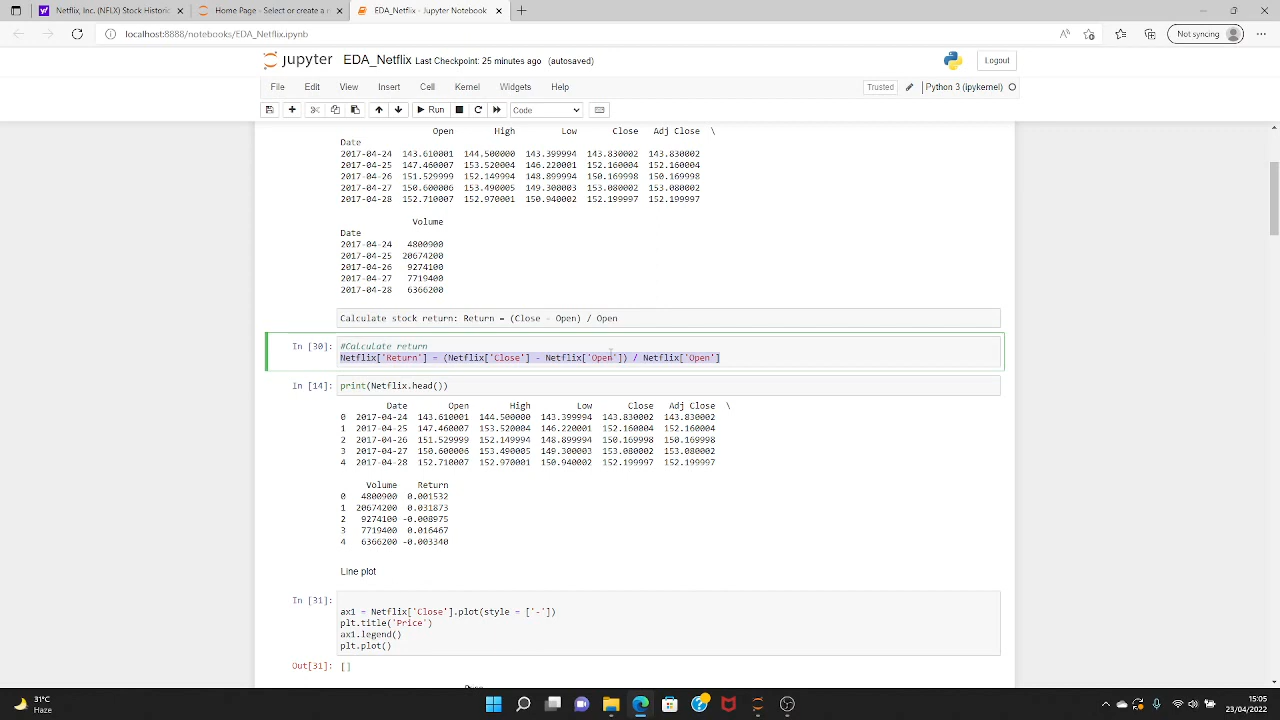 Netflix, Inc. (NFLX) Stock Historic
Home Page - Select or create a n
EDA_Netflix - Jupyter Notebook
localhost:8888/notebooks/EDA_Netflix.ipynb
Not syncing
jupyter EDA_Netflix Last Checkpoint: 25 minutes ago (autosaved)
Logout
File Edit View Insert Cell Kernel Widgets Help
Trusted
Python 3 (ipykernel)
Run
Code
Open High Low Close Adj Close \
Date
2017-04-24 143.610001 144.500000 143.399994 143.830002 143.830002
2017-04-25 147.460007 153.520004 146.220001 152.160004 152.160004
2017-04-26 151.529999 152.149994 148.899994 150.169998 150.169998
2017-04-27 150.600006 153.490005 149.300003 153.080002 153.080002
2017-04-28 152.710007 152.970001 150.940002 152.199997 152.199997
Volume
Date
2017-04-24 4800900
2017-04-25 20674200
2017-04-26 9274100
2017-04-27 7719400
2017-04-28 6366200
Calculate stock return: Return = (Close - Open) / Open
In [30]: #Calculate return
Netflix['Return'] = (Netflix['Close'] - Netflix['Open']) / Netflix['Open']
In [14]: print(Netflix.head())
Date Open High Low Close Adj Close \
0 2017-04-24 143.610001 144.500000 143.399994 143.830002 143.830002
1 2017-04-25 147.460007 153.520004 146.220001 152.160004 152.160004
2 2017-04-26 151.529999 152.149994 148.899994 150.169998 150.169998
3 2017-04-27 150.600006 153.490005 149.300003 153.080002 153.080002
4 2017-04-28 152.710007 152.970001 150.940002 152.199997 152.199997
Volume Return
0 4800900 0.001532
1 20674200 0.031873
2 9274100 -0.008975
3 7719400 0.016467
4 6366200 -0.003340
Line plot
In [31]:
ax1 = Netflix['Close'].plot(style = ['-'])
plt.title('Price')
ax1.legend()
plt.plot()
Out[31]: []
31°C
Haze
15:05
23/04/2022